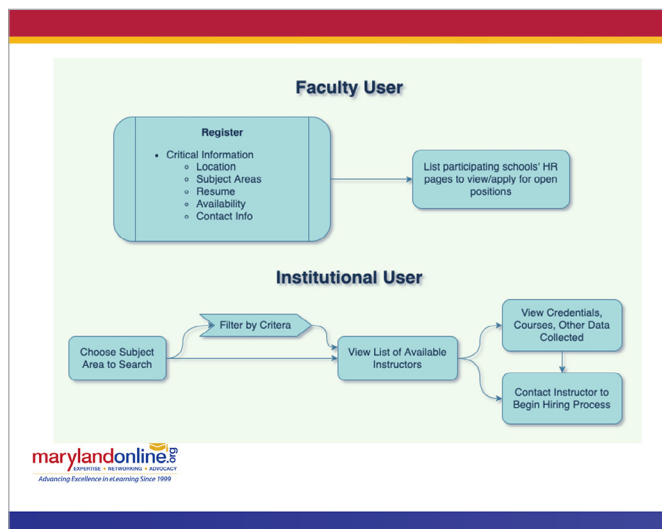 Faculty User
Register
• Critical Information
○ Location
○ Subject Areas
○ Resume
○ Availability
○ Contact Info
List participating schools' HR
pages to view/apply for open
positions
Institutional User
Choose Subject
Area to Search
Filter by Critera
View List of Available
Instructors
View Credentials,
Courses, Other Data
Collected
Contact Instructor to
Begin Hiring Process
marylandonline.org
EXPERTISE • NETWORKING • ADVOCACY
Advancing Excellence in eLearning Since 1999